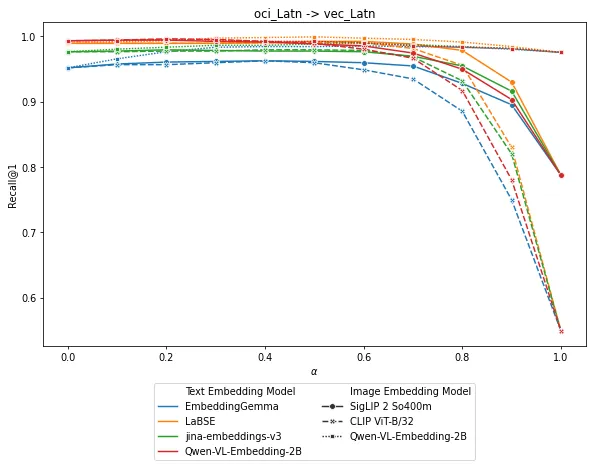 oci_Latn -> vec_Latn
Recall@1
1.0
0.9
0.8
0.7
0.6
0.0 0.2 0.4 0.6 0.8 1.0
α
Text Embedding Model
EmbeddingGemma
LaBSE
jina-embeddings-v3
Qwen-VL-Embedding-2B
Image Embedding Model
SigLIP 2 So400m
CLIP ViT-B/32
Qwen-VL-Embedding-2B